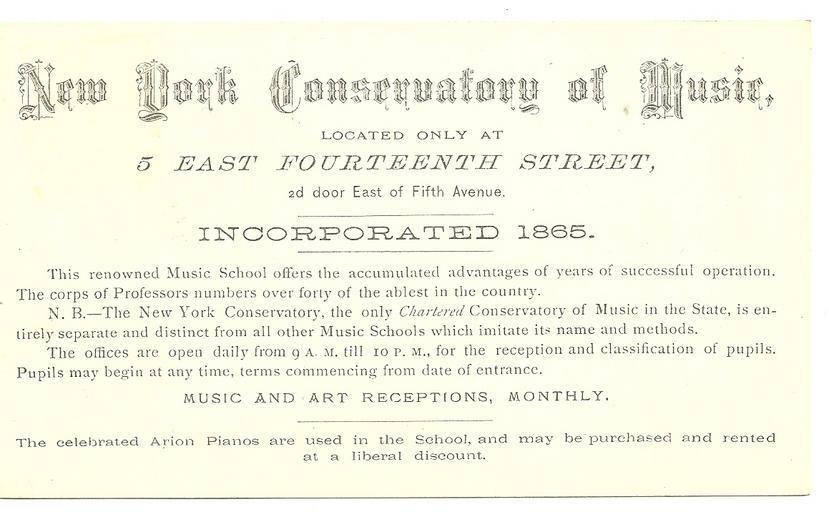 New York Conservatory of Music,
LOCATED ONLY AT
5 EAST FOURTEENTH STREET,
2d door East of Fifth Avenue.
INCORPORATED 1865.
This renowned Music School offers the accumulated advantages of years of successful operation.
The corps of Professors numbers over forty of the ablest in the country.
N. B.—The New York Conservatory, the only Chartered Conservatory of Music in the State, is en-
tirely separate and distinct from all other Music Schools which imitate its name and methods.
The offices are open daily from 9 A. M. till 10 P. M., for the reception and classification of pupils.
Pupils may begin at any time, terms commencing from date of entrance.
MUSIC AND ART RECEPTIONS, MONTHLY.
The celebrated Arion Pianos are used in the School, and may be purchased and rented
at a liberal discount.